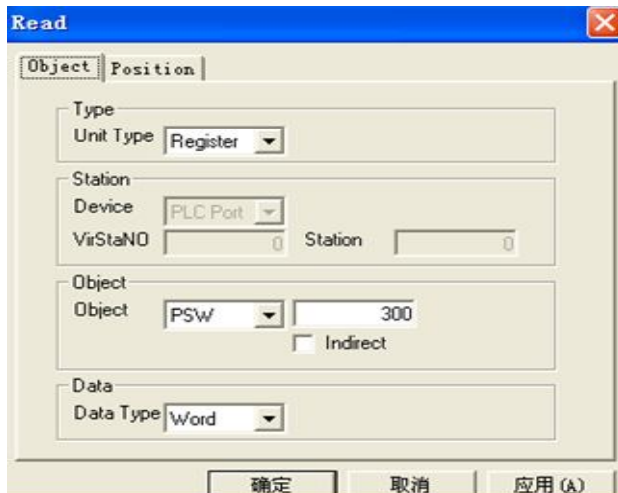 Read
Object Position
Type
Unit Type Register
Station
Device PLC Port
VirStaNO 0 Station 0
Object
Object PSW 300
Indirect
Data
Data Type Word
确定 取消 应用(A)